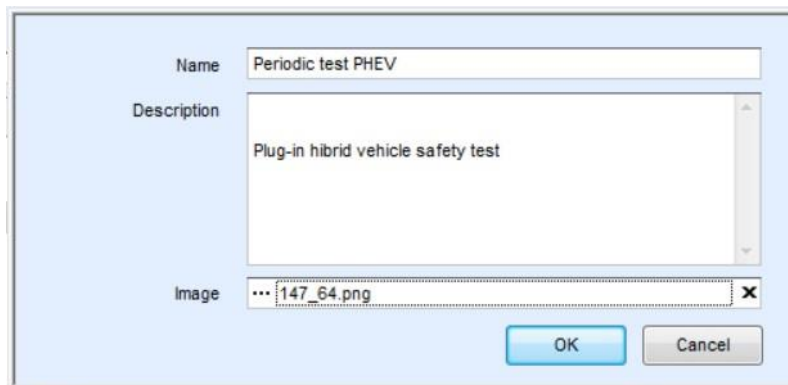 Name Periodic test PHEV
Description
Plug-in hibrid vehicle safety test
Image ... 147_64.png x
OK Cancel